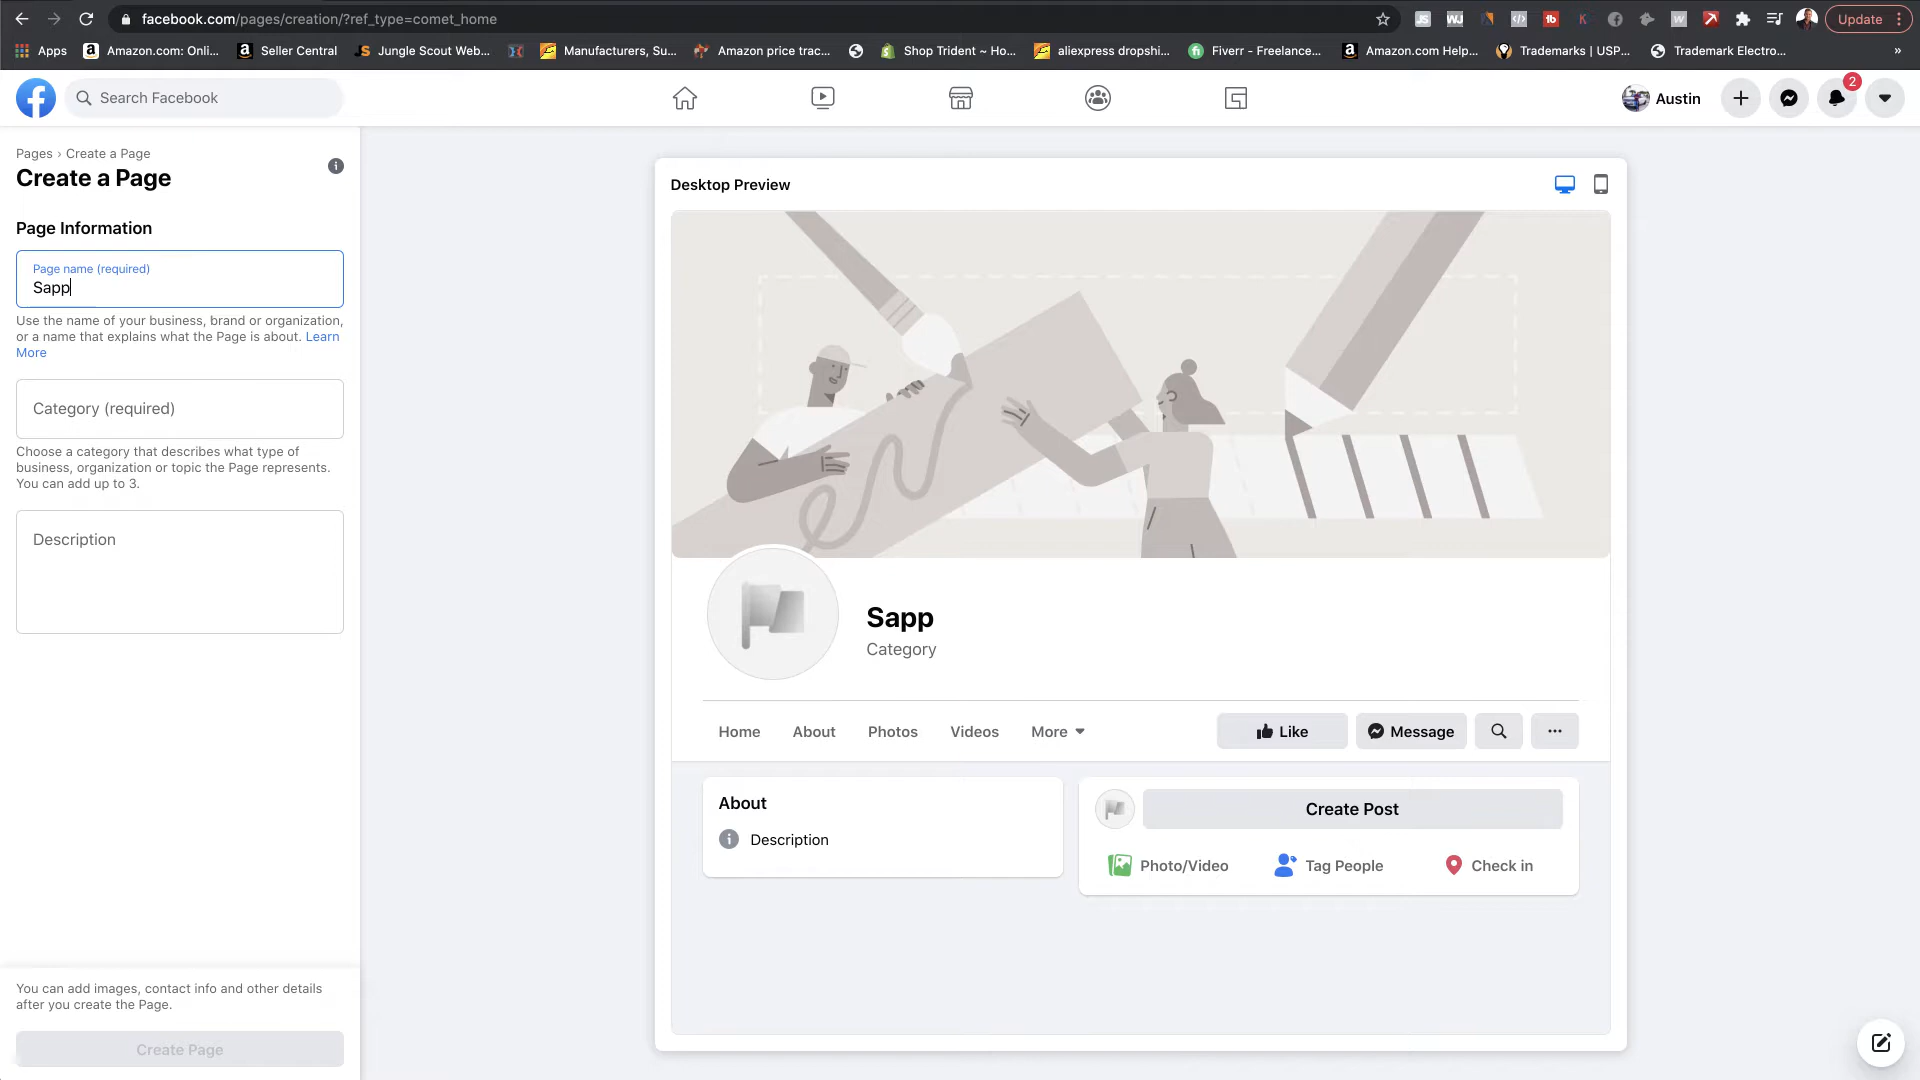 facebook.com/pages/creation/?ref_type=comet_home
Update
Apps
Amazon.com: Onli...
Seller Central
Jungle Scout Web...
Manufacturers, Su...
Amazon price trac...
Shop Trident ~ Ho...
aliexpress dropshi...
Fiverr - Freelance...
Amazon.com Help...
Trademarks | USP...
Trademark Electro...
»
Search Facebook
Austin
2
Pages › Create a Page
Create a Page
Page Information
Page name (required)
Sapp
Use the name of your business, brand or organization,
or a name that explains what the Page is about. Learn
More
Category (required)
Choose a category that describes what type of
business, organization or topic the Page represents.
You can add up to 3.
Description
You can add images, contact info and other details
after you create the Page.
Create Page
Desktop Preview
Sapp
Category
Home
About
Photos
Videos
More
Like
Message
...
About
Description
Create Post
Photo/Video
Tag People
Check in